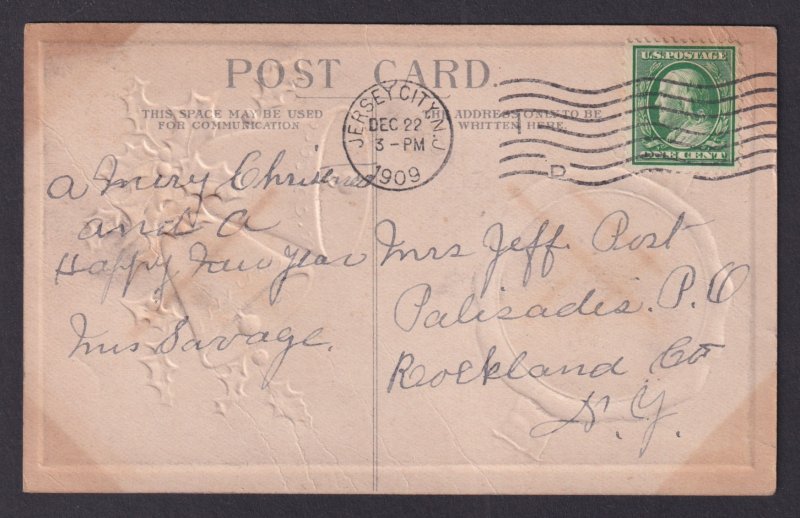 POST CARD.
THIS SPACE MAY BE USED
FOR COMMUNICATION
THE ADDRESS ONLY TO BE
WRITTEN HERE.
JERSEY CITY, N.J.
DEC 22
3-PM
1909
U.S. POSTAGE
ONE CENT
D
a Merry Christmas
and a
Happy New Year
Mrs Savage.
Mrs Jeff Post
Palisades. P.O
Rockland Co
N.Y.